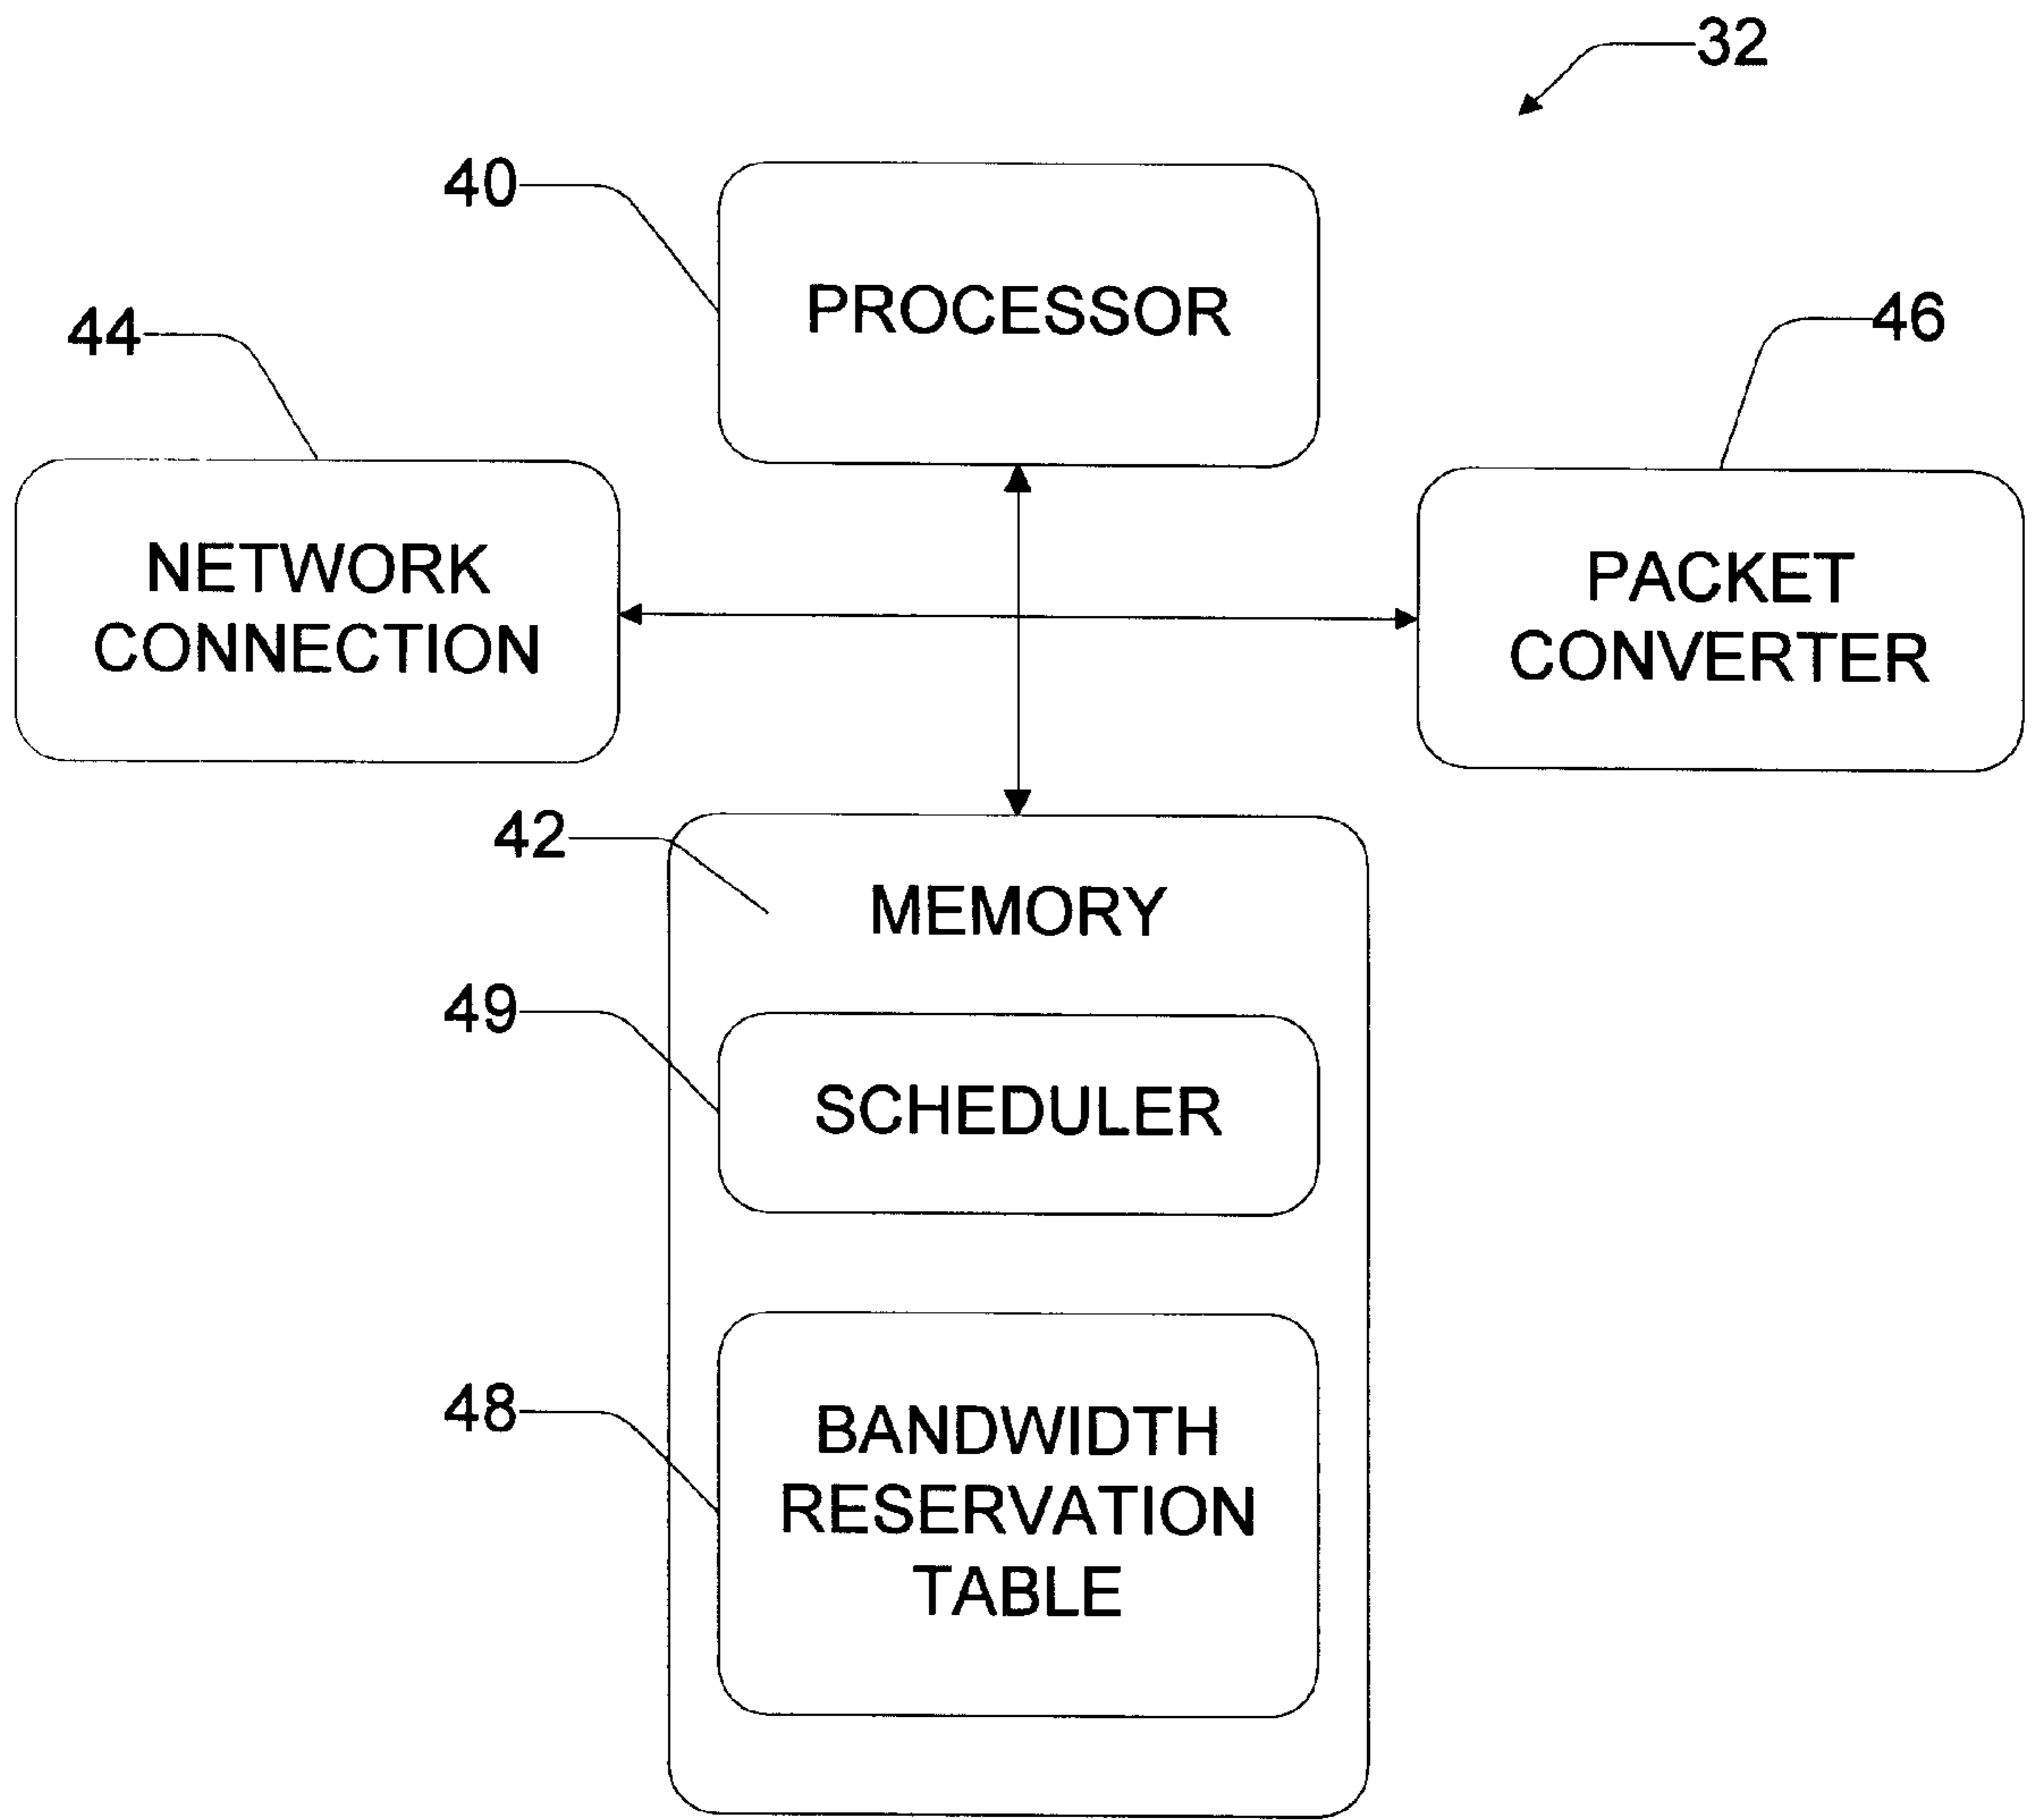 32
40
PROCESSOR
44
46
NETWORK
CONNECTION
PACKET
CONVERTER
42
MEMORY
49
SCHEDULER
48
BANDWIDTH
RESERVATION
TABLE